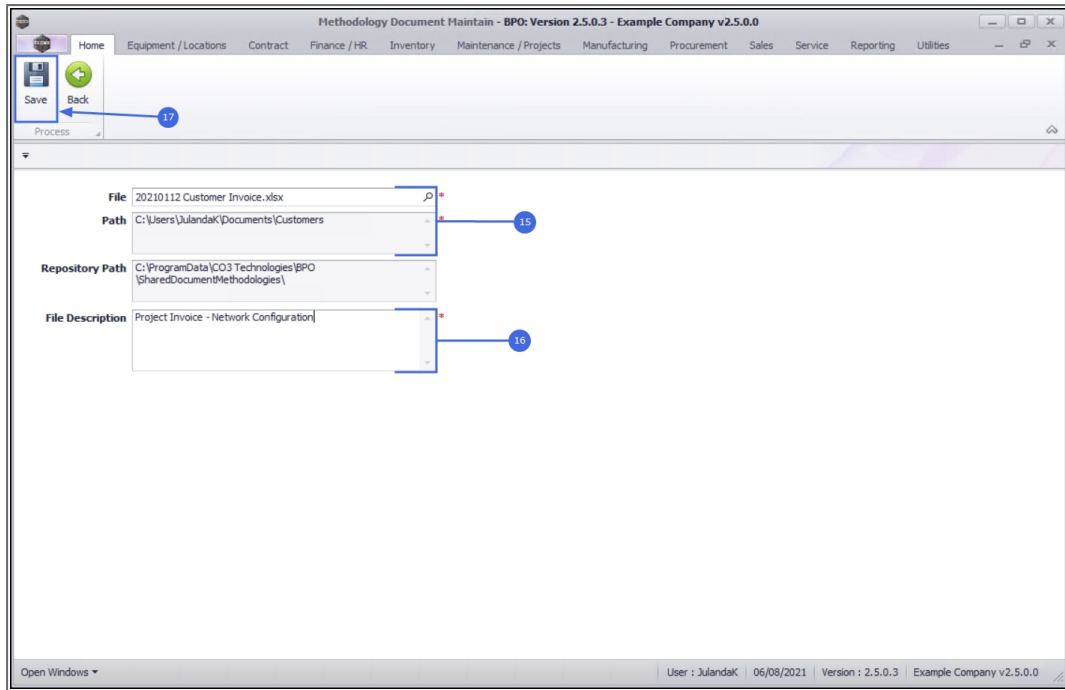 Methodology Document Maintain - BPO: Version 2.5.0.3 - Example Company v2.5.0.0
Home Equipment / Locations Contract Finance / HR Inventory Maintenance / Projects Manufacturing Procurement Sales Service Reporting Utilities
Save Back
17
Process
File 20210112 Customer Invoice.xlsx *
Path C:\Users\JulandaK\Documents\Customers *
15
Repository Path C:\ProgramData\CO3 Technologies\BPO
\SharedDocumentMethodologies\
File Description Project Invoice - Network Configuration *
16
Open Windows User : JulandaK 06/08/2021 Version : 2.5.0.3 Example Company v2.5.0.0